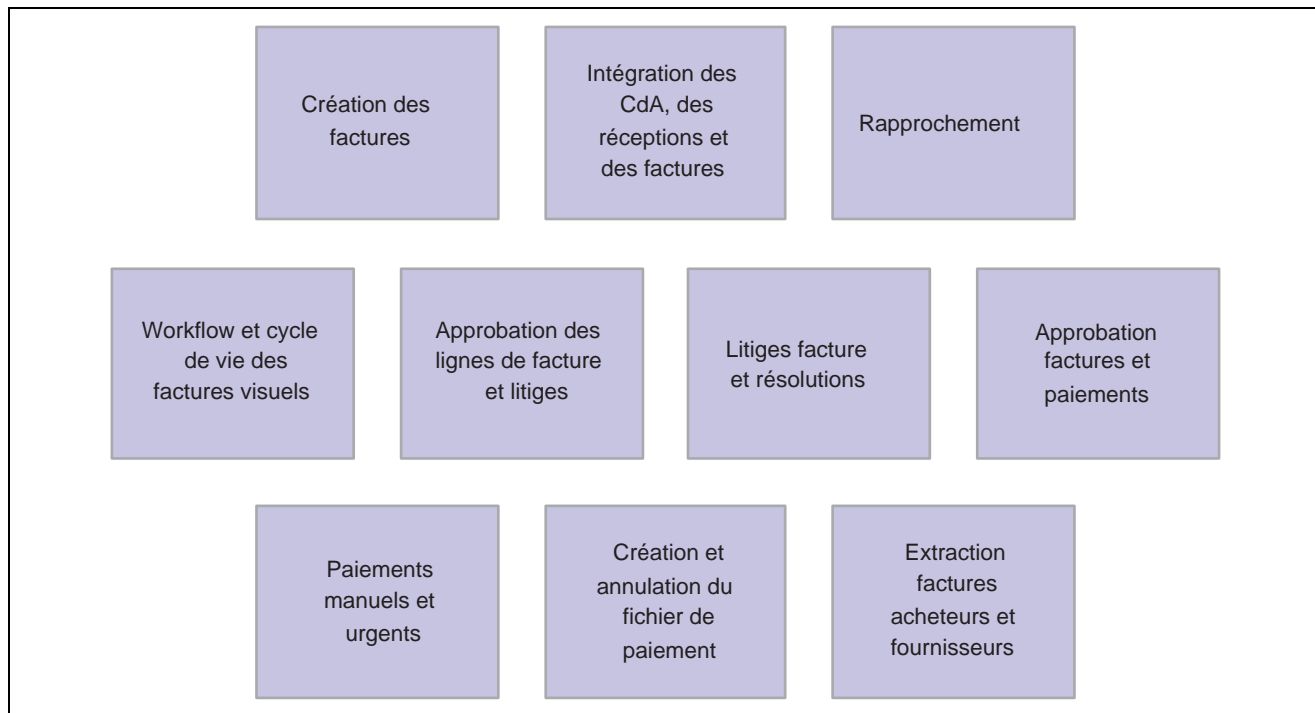 Création des
factures
Intégration des
CdA, des
réceptions et
des factures
Rapprochement
Workflow et cycle
de vie des
factures visuels
Approbation des
lignes de facture
et litiges
Litiges facture
et résolutions
Approbation
factures et
paiements
Paiements
manuels et
urgents
Création et
annulation du
fichier de
paiement
Extraction
factures
acheteurs et
fournisseurs